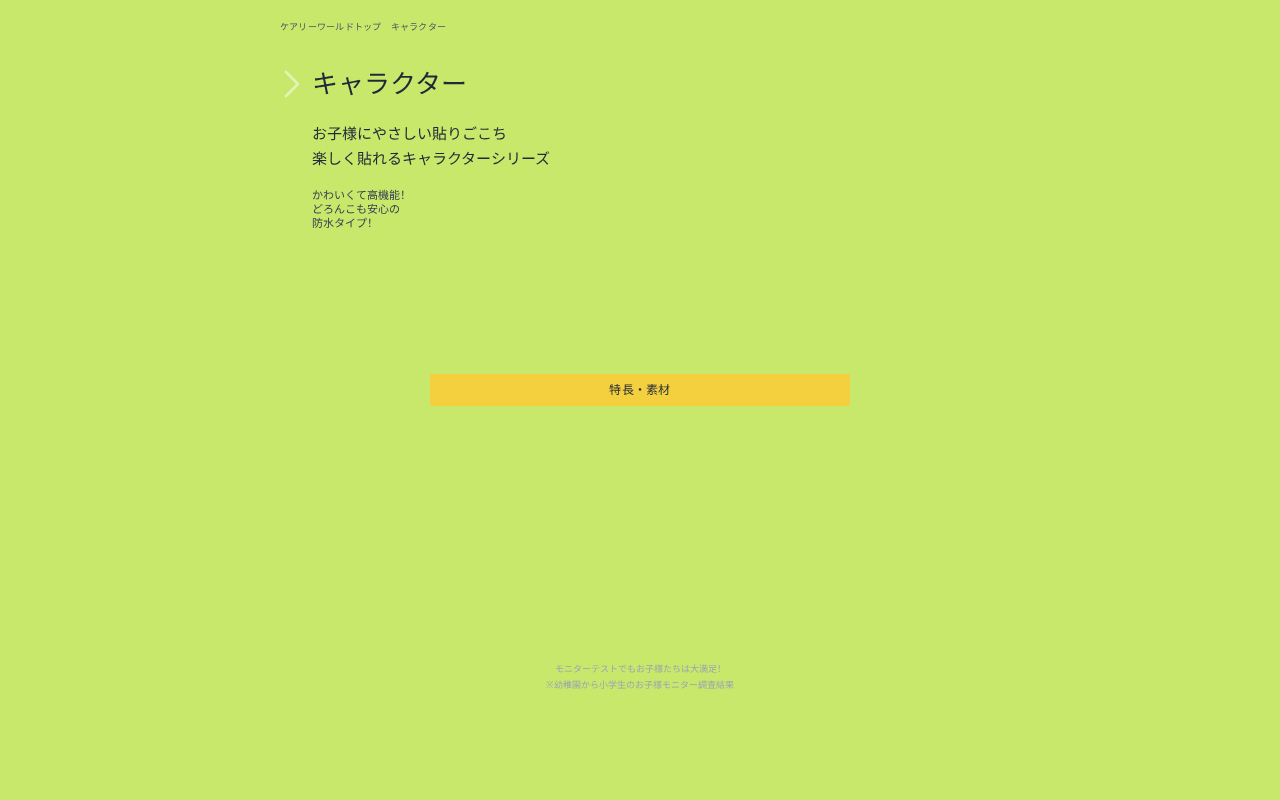 ケアリーワールドトップ　キャラクター
キャラクター
お子様にやさしい貼りごこち
楽しく貼れるキャラクターシリーズ
かわいくて高機能！
どろんこも安心の
防水タイプ！
特長・素材
モニターテストでもお子様たちは大満足！
※幼稚園から小学生のお子様モニター調査結果